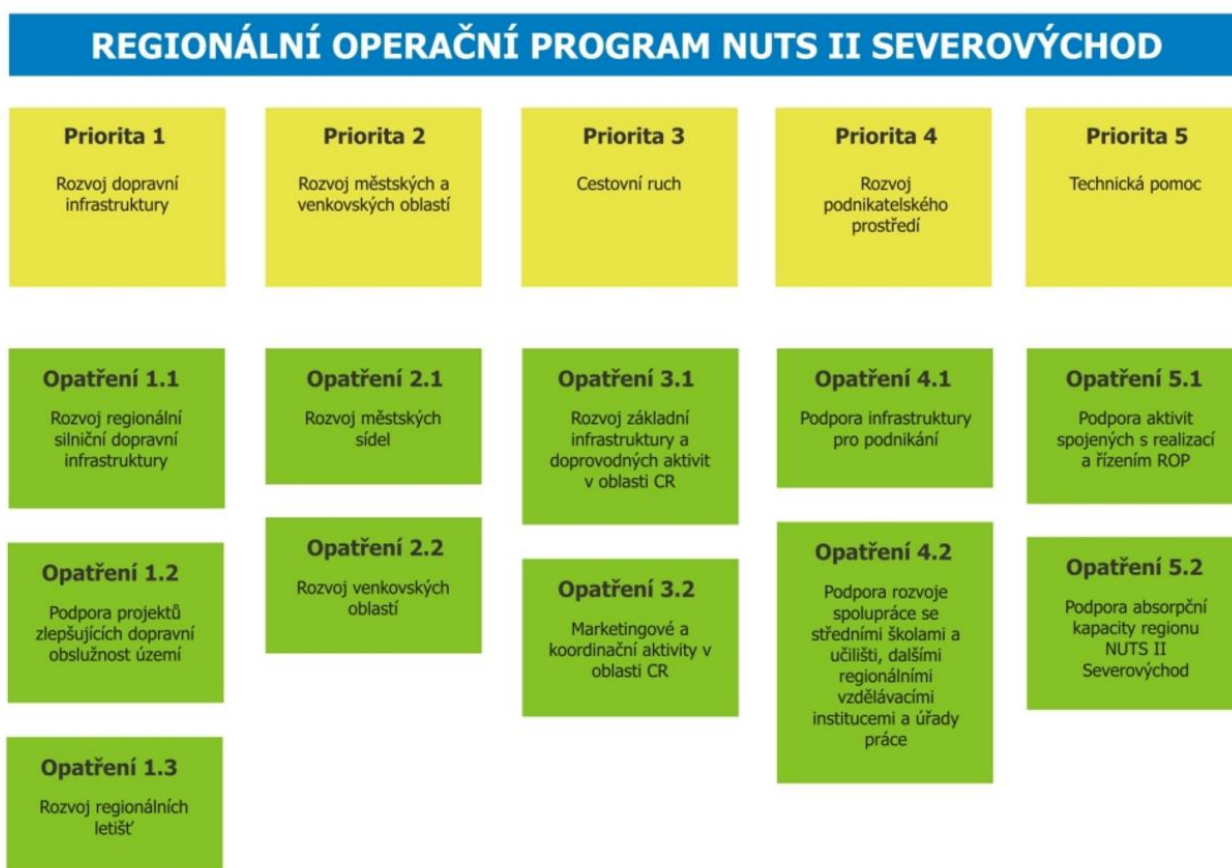 REGIONÁLNÍ OPERAČNÍ PROGRAM NUTS II SEVEROVÝCHOD
Priorita 1
Rozvoj dopravní
infrastruktury
Priorita 2
Rozvoj městských a
venkovských oblastí
Priorita 3
Cestovní ruch
Priorita 4
Rozvoj
podnikatelského
prostředí
Priorita 5
Technická pomoc
Opatření 1.1
Rozvoj regionální
silniční dopravní
infrastruktury
Opatření 2.1
Rozvoj městských
sídel
Opatření 3.1
Rozvoj základní
infrastruktury a
doprovodných aktivit
v oblasti CR
Opatření 4.1
Podpora infrastruktury
pro podnikání
Opatření 5.1
Podpora aktivit
spojených s realizací
a řízením ROP
Opatření 1.2
Podpora projektů
zlepšujících dopravní
obslužnost území
Opatření 2.2
Rozvoj venkovských
oblastí
Opatření 3.2
Marketingové a
koordinační aktivity v
oblasti CR
Opatření 4.2
Podpora rozvoje
spolupráce se
středními školami a
učilišti, dalšími
regionálními
vzdělávacími
institucemi a úřady
práce
Opatření 5.2
Podpora absorpční
kapacity regionu
NUTS II
Severovýchod
Opatření 1.3
Rozvoj regionálních
letišť